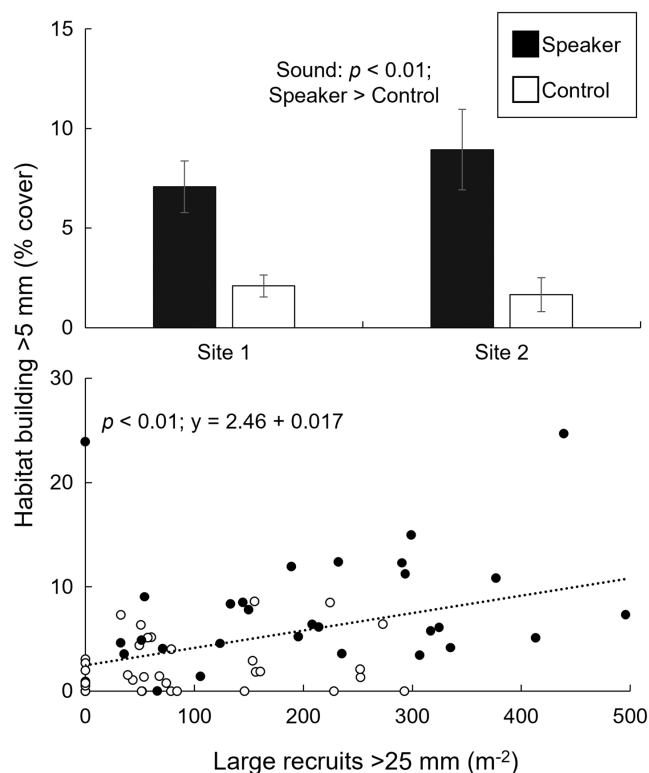 Habitat building >5 mm (% cover)
15
10
5
0
Sound: p < 0.01;
Speaker > Control
Speaker
Control
Site 1
Site 2
30
20
10
0
p < 0.01; y = 2.46 + 0.017
0
100
200
300
400
500
Large recruits >25 mm (m-2)